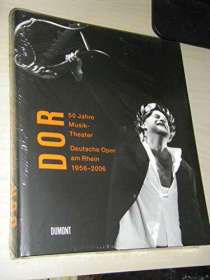 DOR
50 Jahre
Musik-
Theater
Deutsche Oper
am Rhein
1956–2006
DUMONT